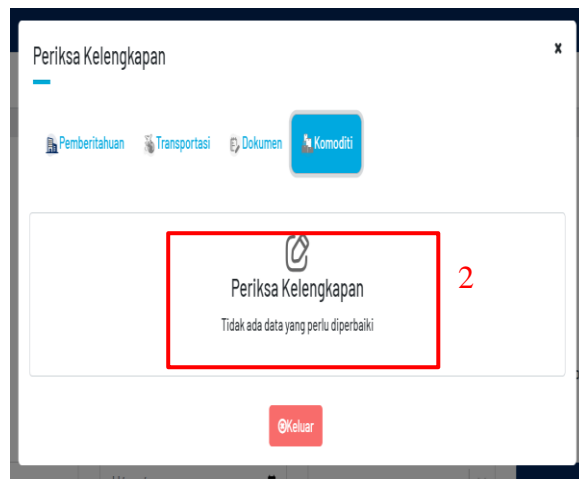 Periksa Kelengkapan
x
Pemberitahuan Transportasi Dokumen Komoditi
Periksa Kelengkapan
2
Tidak ada data yang perlu diperbaiki
Keluar